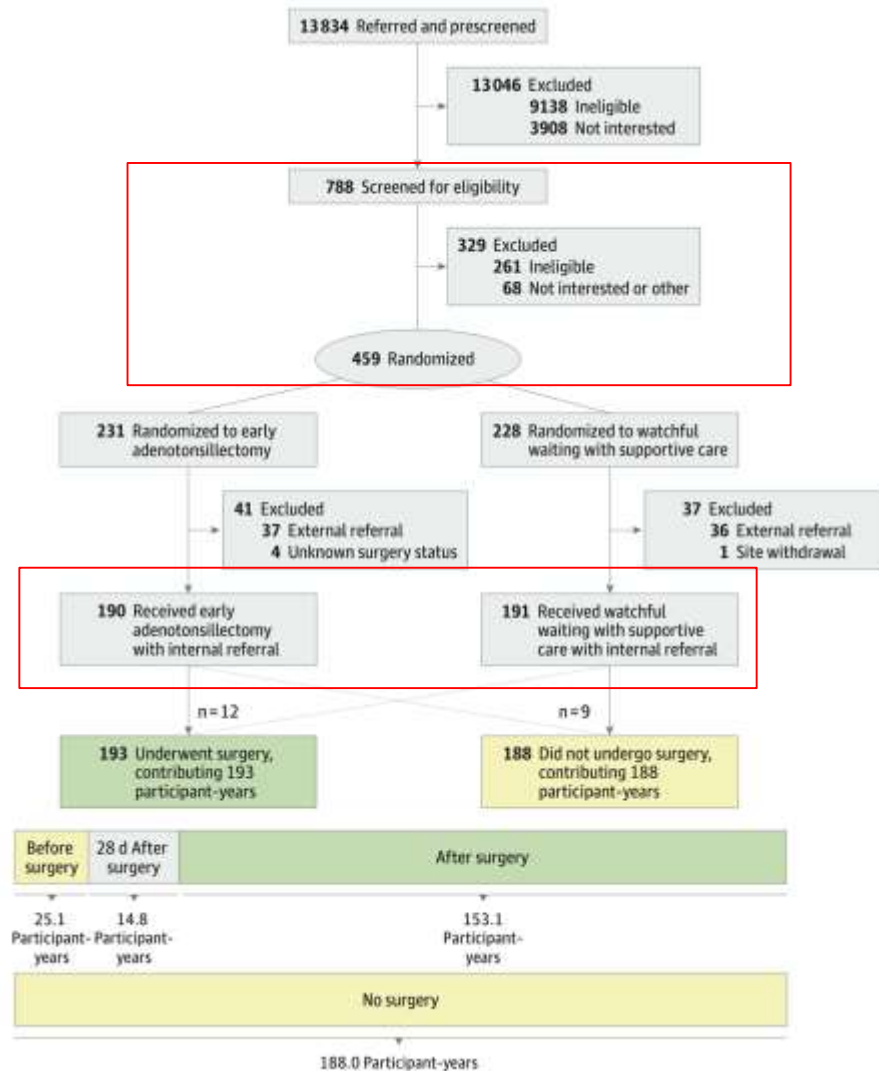 13 834 Referred and prescreened
13 046 Excluded
9138 Ineligible
3908 Not interested
788 Screened for eligibility
329 Excluded
261 Ineligible
68 Not interested or other
459 Randomized
231 Randomized to early
adenotonsillectomy
228 Randomized to watchful
waiting with supportive care
41 Excluded
37 External referral
4 Unknown surgery status
37 Excluded
36 External referral
1 Site withdrawal
190 Received early
adenotonsillectomy
with internal referral
191 Received watchful
waiting with supportive
care with internal referral
n=12
n=9
193 Underwent surgery,
contributing 193
participant-years
188 Did not undergo surgery,
contributing 188
participant-years
Before
surgery
28 d After
surgery
After surgery
25.1
Participant-
years
14.8
Participant-
years
153.1
Participant-
years
No surgery
188.0 Participant-years